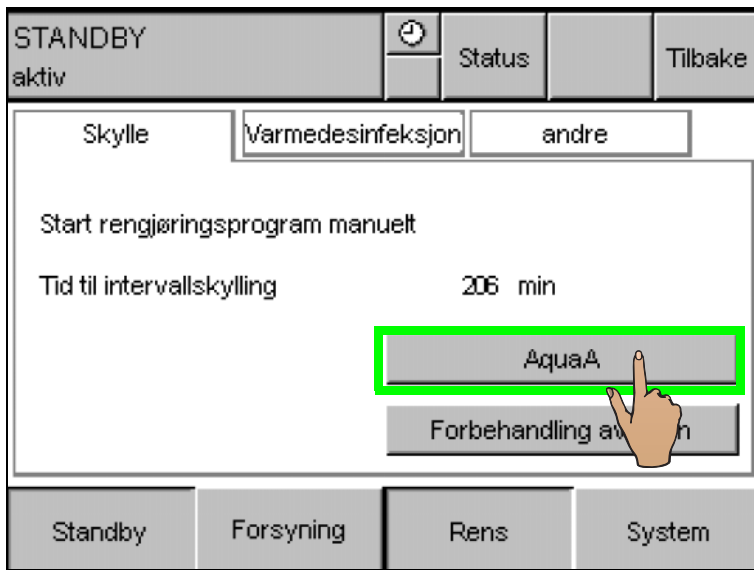 STANDBY
aktiv
Status
Tilbake
Skylle
Varmedesinfeksjon
andre
Start rengjøringsprogram manuelt
Tid til intervallskylling 206 min
AquaA
Forbehandling
Standby
Forsyning
Rens
System